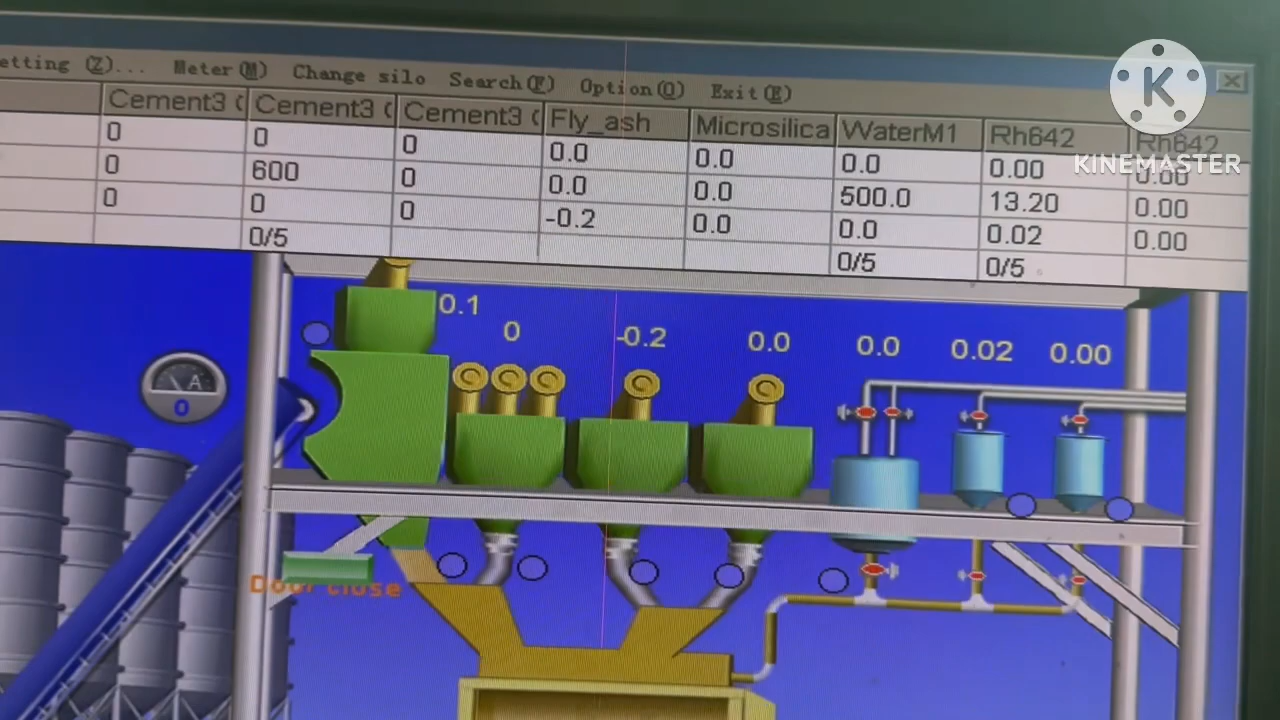 etting (Z)... Meter(M) Change silo Search(F) Option(O) Exit(E)
Cement3 ( Cement3 ( Cement3 ( Fly_ash Microsilica WaterM1 Rh642 Rh642
0 0 0 0.0 0.0 0.0 0.00 0.00
0 600 0 0.0 0.0 500.0 13.20 0.00
0 0 0 -0.2 0.0 0.0 0.02 0.00
0/5 0/5 0/5
K
KINEMASTER
0.1 0 -0.2 0.0 0.0 0.02 0.00
A
0
Door close